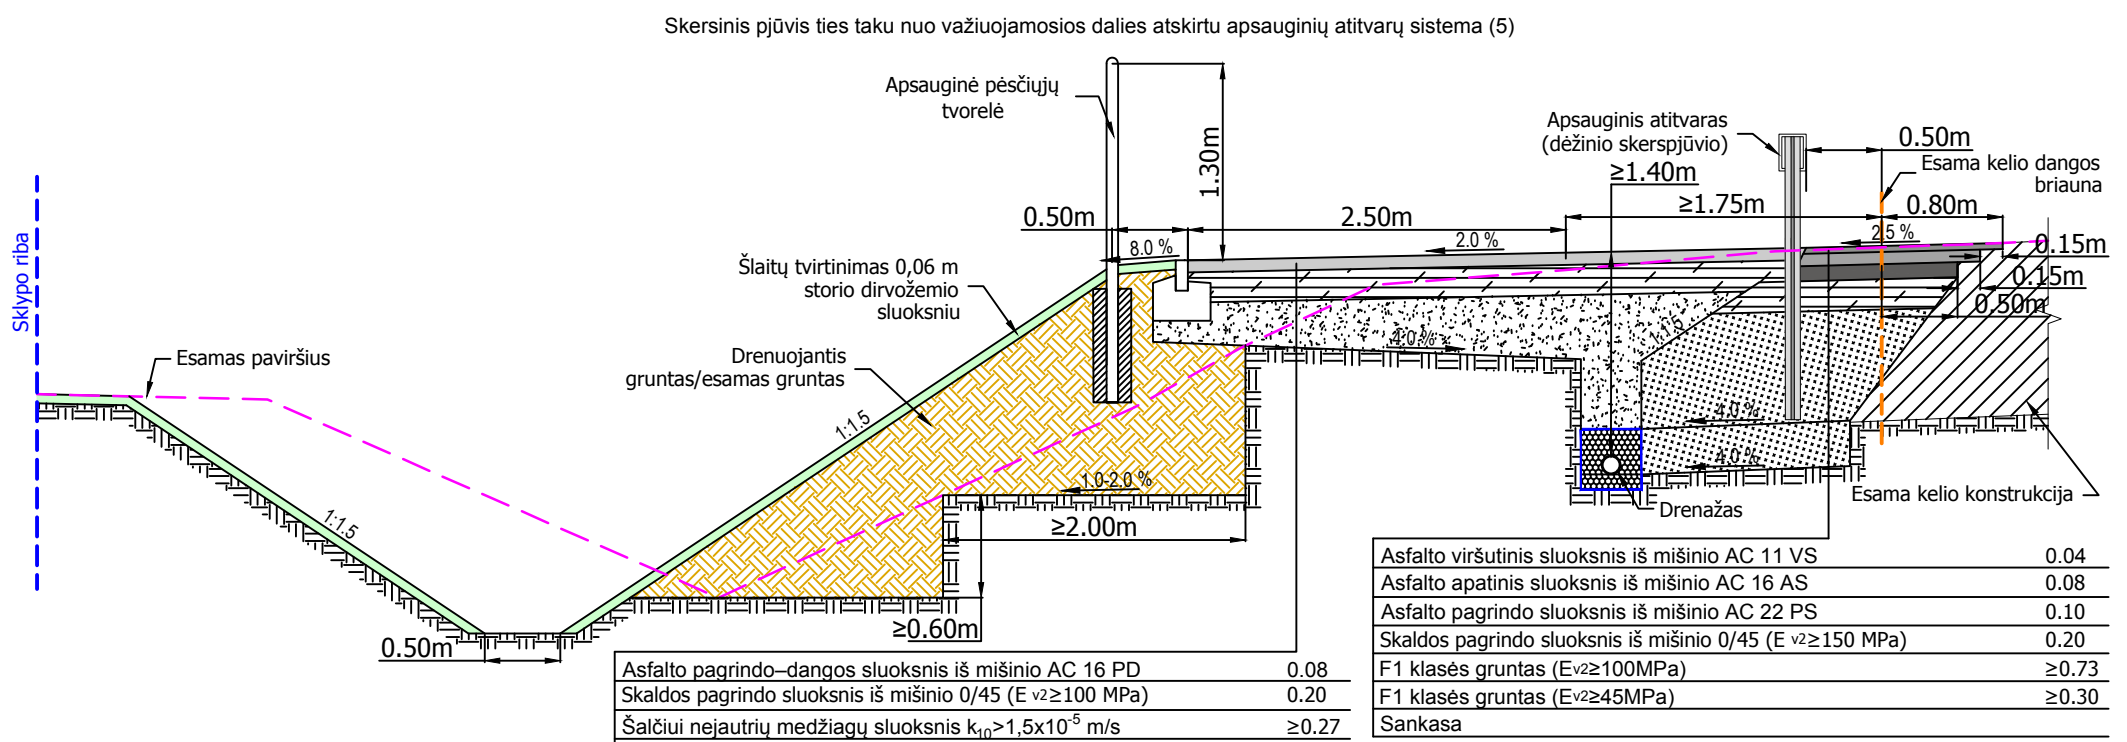 Skersinis pjūvis ties taku nuo važiuojamosios dalies atskirtu apsauginių atitvarų sistema (5)
Apsauginė pėsčiųjų
tvorelė
1.30m
Apsauginis atitvaras
(dėžinio skerspjūvio)
0.50m
Esama kelio dangos
briauna
≥1.40m
≥1.75m
0.80m
0.50m
2.50m
8.0 %
2.0 %
2.5 %
0.15m
0.15m
0.50m
Sklypo riba
Šlaitų tvirtinimas 0,06 m
storio dirvožemio
sluoksniu
Esamas paviršius
Drenuojantis
gruntas/esamas gruntas
1:1.5
1:1.5
1:1.5
4.0 %
4.0 %
4.0 %
1.0-2.0 %
≥2.00m
≥0.60m
0.50m
Drenažas
Esama kelio konstrukcija
Asfalto pagrindo–dangos sluoksnis iš mišinio AC 16 PD 0.08
Skaldos pagrindo sluoksnis iš mišinio 0/45 (E v2≥100 MPa) 0.20
Šalčiui nejautrių medžiagų sluoksnis k10>1,5x10-5 m/s ≥0.27
Asfalto viršutinis sluoksnis iš mišinio AC 11 VS 0.04
Asfalto apatinis sluoksnis iš mišinio AC 16 AS 0.08
Asfalto pagrindo sluoksnis iš mišinio AC 22 PS 0.10
Skaldos pagrindo sluoksnis iš mišinio 0/45 (E v2≥150 MPa) 0.20
F1 klasės gruntas (Ev2≥100MPa) ≥0.73
F1 klasės gruntas (Ev2≥45MPa) ≥0.30
Sankasa